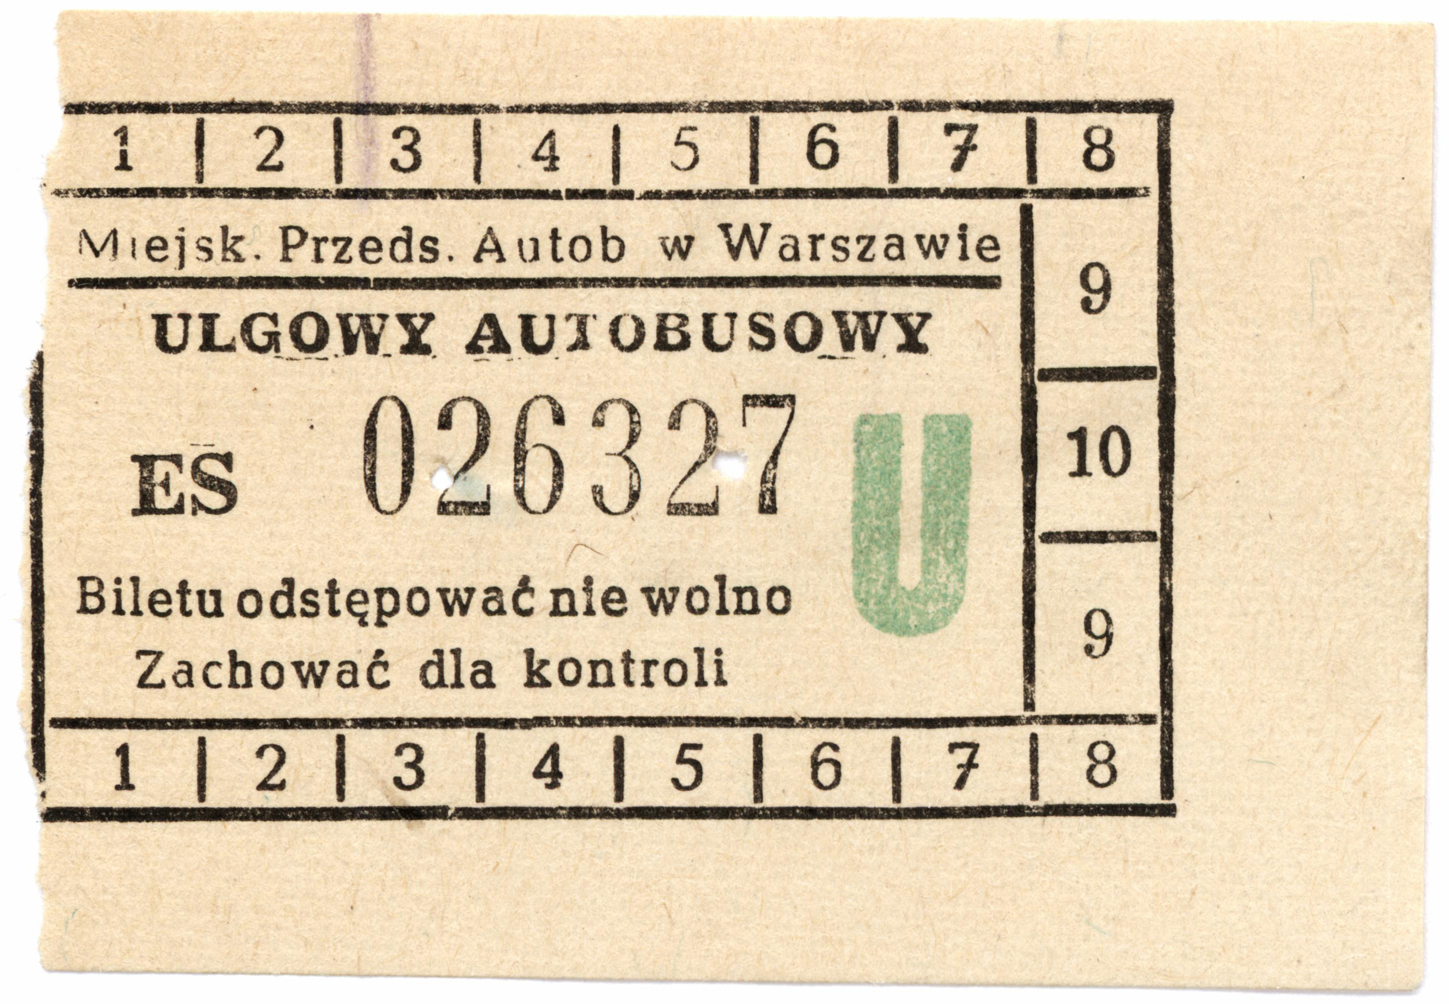 1 | 2 | 3 | 4 | 5 | 6 | 7 | 8
Miejsk. Przeds. Autob w Warszawie
9
ULGOWY AUTOBUSOWY
ES 026327 U
10
Biletu odstępować nie wolno
9
Zachować dla kontroli
1 | 2 | 3 | 4 | 5 | 6 | 7 | 8